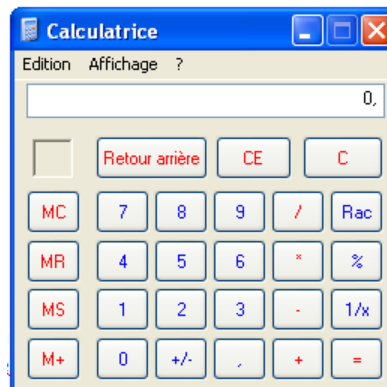 Calculatrice
Edition Affichage ?
0,
Retour arrière CE C
MC 7 8 9 / Rac
MR 4 5 6 * %
MS 1 2 3 - 1/x
M+ 0 +/- , + =